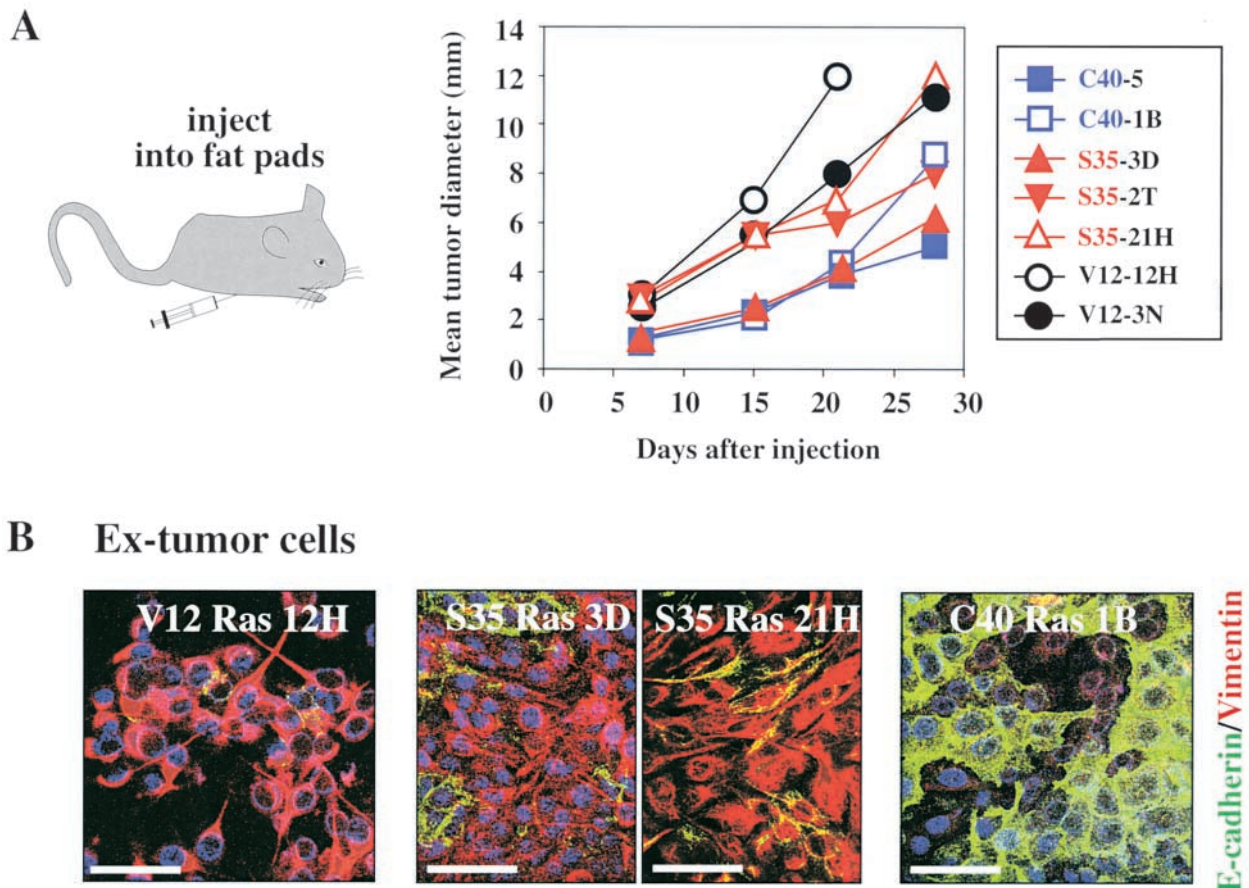 A
inject
into fat pads
Mean tumor diameter (mm)
14
12
10
8
6
4
2
0
0 5 10 15 20 25 30
Days after injection
C40-5
C40-1B
S35-3D
S35-2T
S35-21H
V12-12H
V12-3N
B Ex-tumor cells
V12 Ras 12H S35 Ras 3D S35 Ras 21H C40 Ras 1B
E-cadherin/Vimentin